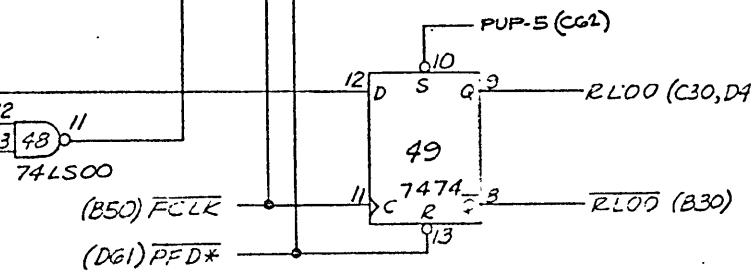 PUP-5 (C62)
10
12 D S Q 9 RL00 (C30, D4
12
13 48 11
49
74LS00
7474
(B50) FCLK 11 C Q 8 RL00 (B30)
R
(D61) PFD* 13